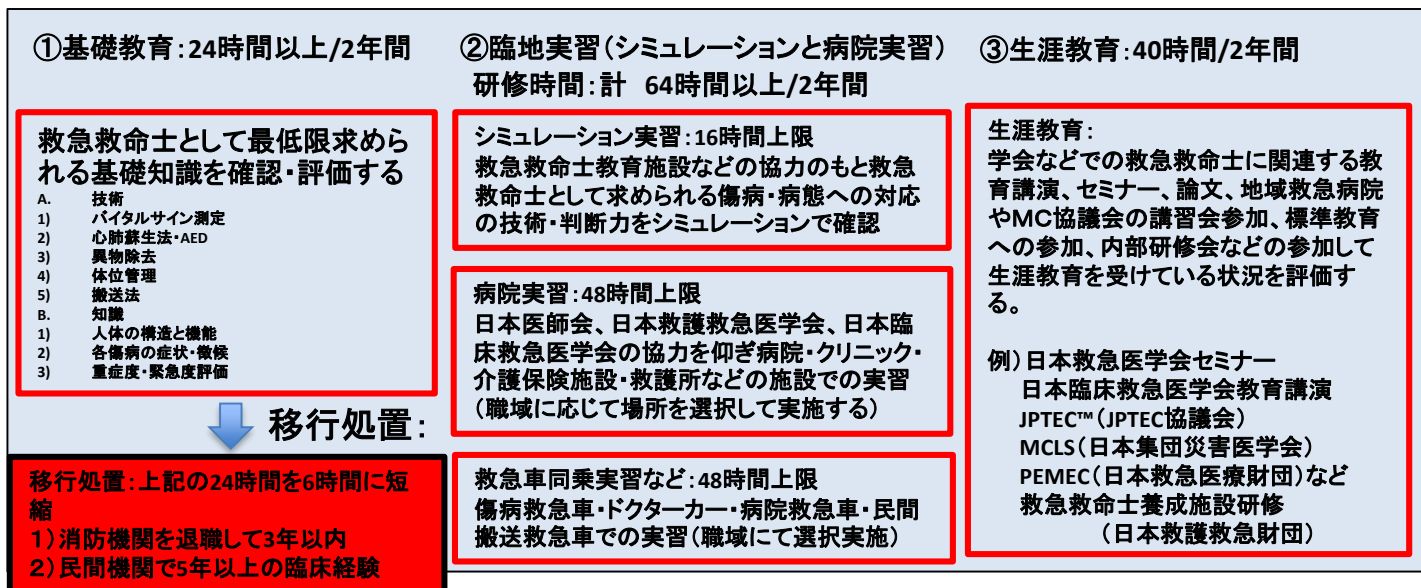 ①基礎教育：24時間以上/2年間
救急救命士として最低限求めら
れる基礎知識を確認・評価する
A. 技術
1) バイタルサイン測定
2) 心肺蘇生法・AED
3) 異物除去
4) 体位管理
5) 搬送法
B. 知識
1) 人体の構造と機能
2) 各傷病の症状・徴候
3) 重症度・緊急度評価
移行処置：
移行処置：上記の24時間を6時間に短
縮
１）消防機関を退職して3年以内
２）民間機関で5年以上の臨床経験
②臨地実習（シミュレーションと病院実習）
研修時間：計 64時間以上/2年間
シミュレーション実習：16時間上限
救急救命士教育施設などの協力のもと救急
救命士として求められる傷病・病態への対応
の技術・判断力をシミュレーションで確認
病院実習：48時間上限
日本医師会、日本救護救急医学会、日本臨
床救急医学会の協力を仰ぎ病院・クリニック・
介護保険施設・救護所などの施設での実習
（職域に応じて場所を選択して実施する）
救急車同乗実習など：48時間上限
傷病救急車・ドクターカー・病院救急車・民間
搬送救急車での実習（職域にて選択実施）
③生涯教育：40時間/2年間
生涯教育：
学会などでの救急救命士に関連する教
育講演、セミナー、論文、地域救急病院
やＭＣ協議会の講習会参加、標準教育
への参加、内部研修会などの参加して
生涯教育を受けている状況を評価す
る。
例）日本救急医学会セミナー
日本臨床救急医学会教育講演
JPTEC™（JPTEC協議会）
MCLS（日本集団災害医学会）
PEMEC（日本救急医療財団）など
救急救命士養成施設研修
（日本救護救急財団）